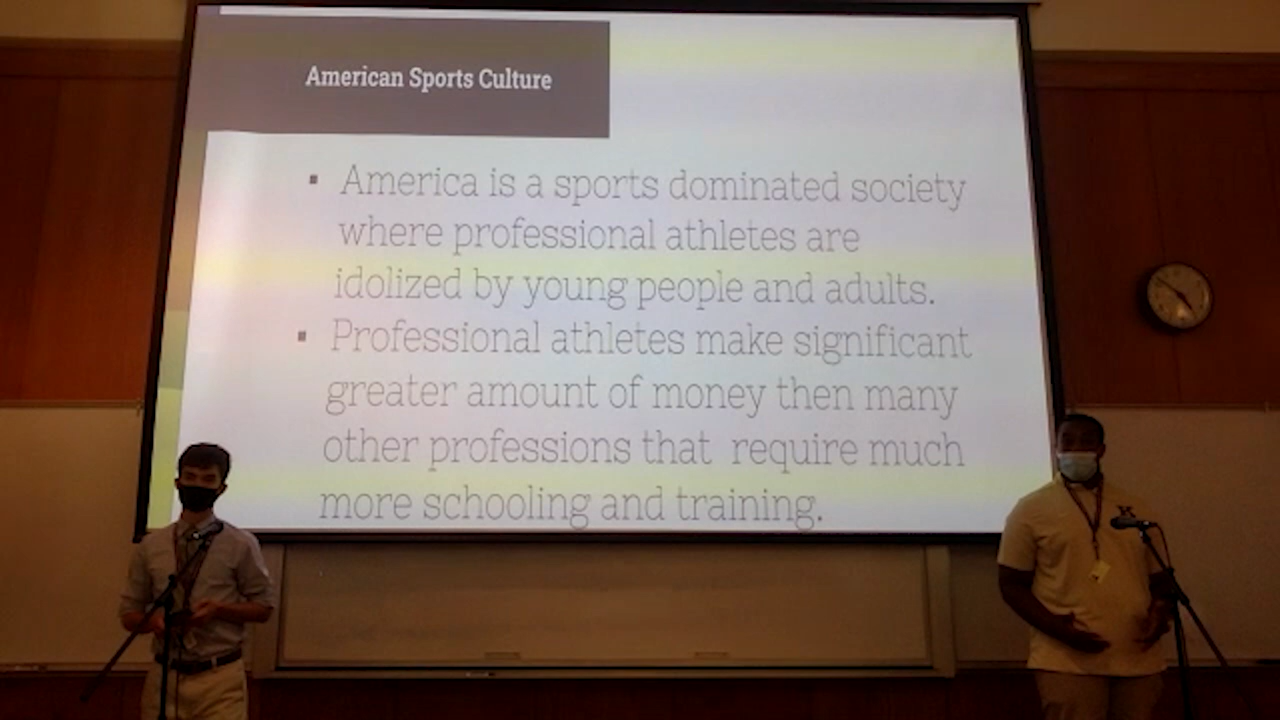 American Sports Culture
▪ America is a sports dominated society
where professional athletes are
idolized by young people and adults.
▪ Professional athletes make significant
greater amount of money then many
other professions that require much
more schooling and training.